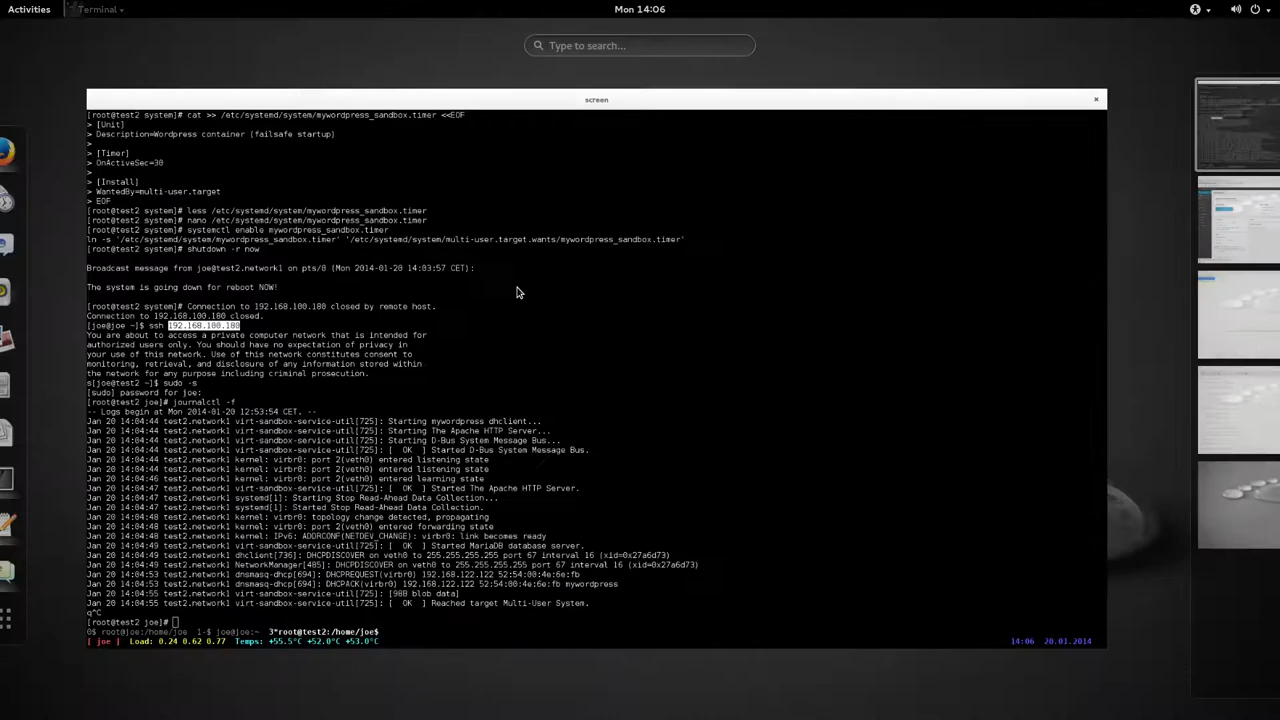 Activities
Terminal
Mon 14:06
Type to search...
screen
[root@test2 system]# cat >> /etc/systemd/system/mywordpress_sandbox.timer <<EOF
> [Unit]
> Description=Wordpress container (failsafe startup)
>
> [Timer]
> OnActiveSec=30
>
> [Install]
> WantedBy=multi-user.target
> EOF
[root@test2 system]# less /etc/systemd/system/mywordpress_sandbox.timer
[root@test2 system]# nano /etc/systemd/system/mywordpress_sandbox.timer
[root@test2 system]# systemctl enable mywordpress_sandbox.timer
ln -s '/etc/systemd/system/mywordpress_sandbox.timer' '/etc/systemd/system/multi-user.target.wants/mywordpress_sandbox.timer'
[root@test2 system]# shutdown -r now
Broadcast message from joe@test2.network1 on pts/0 (Mon 2014-01-20 14:03:57 CET):
The system is going down for reboot NOW!
[root@test2 system]# Connection to 192.168.100.180 closed by remote host.
Connection to 192.168.100.180 closed.
[joe@joe ~]$ ssh 192.168.100.180
You are about to access a private computer network that is intended for
authorized users only. You should have no expectation of privacy in
your use of this network. Use of this network constitutes consent to
monitoring, retrieval, and disclosure of any information stored within
the network for any purpose including criminal prosecution.
s[joe@test2 ~]$ sudo -s
[sudo] password for joe:
[root@test2 joe]# journalctl -f
-- Logs begin at Mon 2014-01-20 12:53:54 CET. --
Jan 20 14:04:44 test2.network1 virt-sandbox-service-util[725]: Starting mywordpress dhclient...
Jan 20 14:04:44 test2.network1 virt-sandbox-service-util[725]: Starting The Apache HTTP Server...
Jan 20 14:04:44 test2.network1 virt-sandbox-service-util[725]: Starting D-Bus System Message Bus...
Jan 20 14:04:44 test2.network1 virt-sandbox-service-util[725]: [  OK  ] Started D-Bus System Message Bus.
Jan 20 14:04:44 test2.network1 kernel: virbr0: port 2(veth0) entered listening state
Jan 20 14:04:44 test2.network1 kernel: virbr0: port 2(veth0) entered listening state
Jan 20 14:04:46 test2.network1 kernel: virbr0: port 2(veth0) entered learning state
Jan 20 14:04:47 test2.network1 virt-sandbox-service-util[725]: [  OK  ] Started The Apache HTTP Server.
Jan 20 14:04:47 test2.network1 systemd[1]: Starting Stop Read-Ahead Data Collection...
Jan 20 14:04:47 test2.network1 systemd[1]: Started Stop Read-Ahead Data Collection.
Jan 20 14:04:48 test2.network1 kernel: virbr0: topology change detected, propagating
Jan 20 14:04:48 test2.network1 kernel: virbr0: port 2(veth0) entered forwarding state
Jan 20 14:04:48 test2.network1 kernel: IPv6: ADDRCONF(NETDEV_CHANGE): virbr0: link becomes ready
Jan 20 14:04:49 test2.network1 virt-sandbox-service-util[725]: [  OK  ] Started MariaDB database server.
Jan 20 14:04:49 test2.network1 dhclient[736]: DHCPDISCOVER on veth0 to 255.255.255.255 port 67 interval 16 (xid=0x27a6d73)
Jan 20 14:04:49 test2.network1 NetworkManager[485]: DHCPDISCOVER on veth0 to 255.255.255.255 port 67 interval 16 (xid=0x27a6d73)
Jan 20 14:04:53 test2.network1 dnsmasq-dhcp[694]: DHCPREQUEST(virbr0) 192.168.122.122 52:54:00:4e:6e:fb
Jan 20 14:04:53 test2.network1 dnsmasq-dhcp[694]: DHCPACK(virbr0) 192.168.122.122 52:54:00:4e:6e:fb mywordpress
Jan 20 14:04:55 test2.network1 virt-sandbox-service-util[725]: [98B blob data]
Jan 20 14:04:55 test2.network1 virt-sandbox-service-util[725]: [  OK  ] Reached target Multi-User System.
q^C
[root@test2 joe]#
0$ root@joe:/home/joe  1-$ joe@joe:~  3*root@test2:/home/joe$
[ joe ]  Load: 0.24 0.62 0.77  Temps: +55.5°C +52.0°C +53.0°C  14:06  20.01.2014